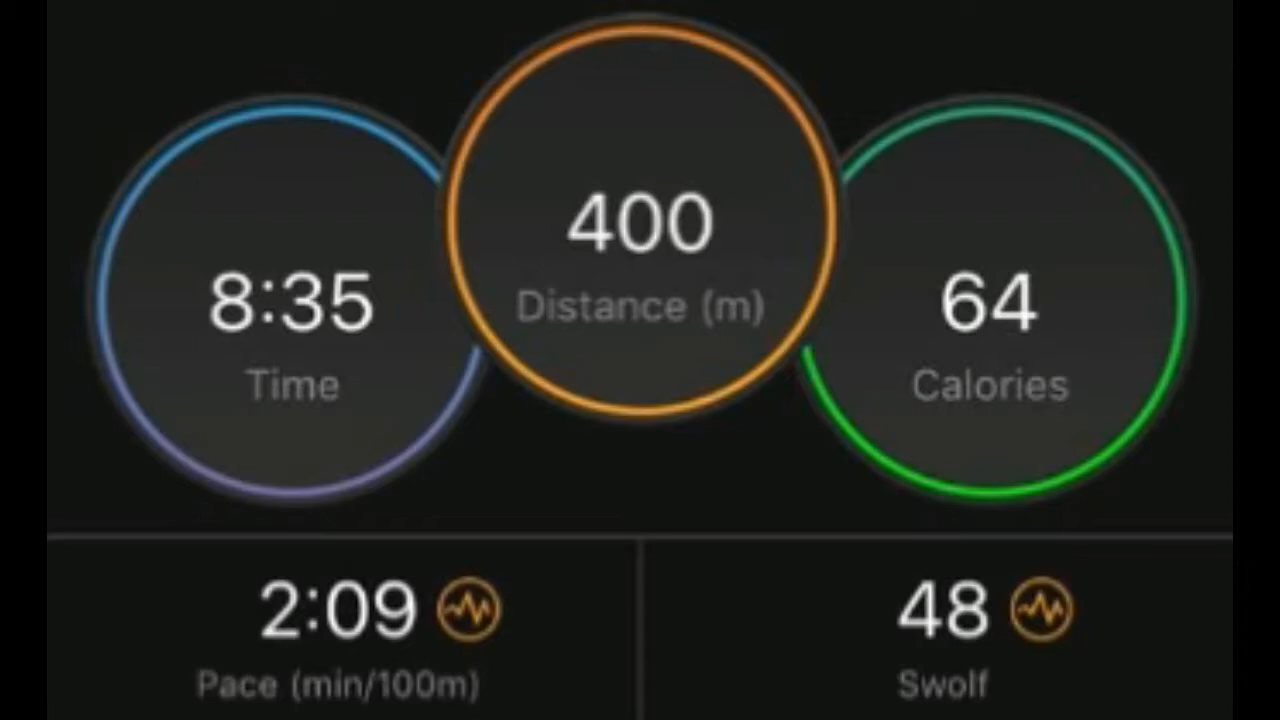 400
Distance (m)
8:35
Time
64
Calories
2:09
Pace (min/100m)
48
Swolf